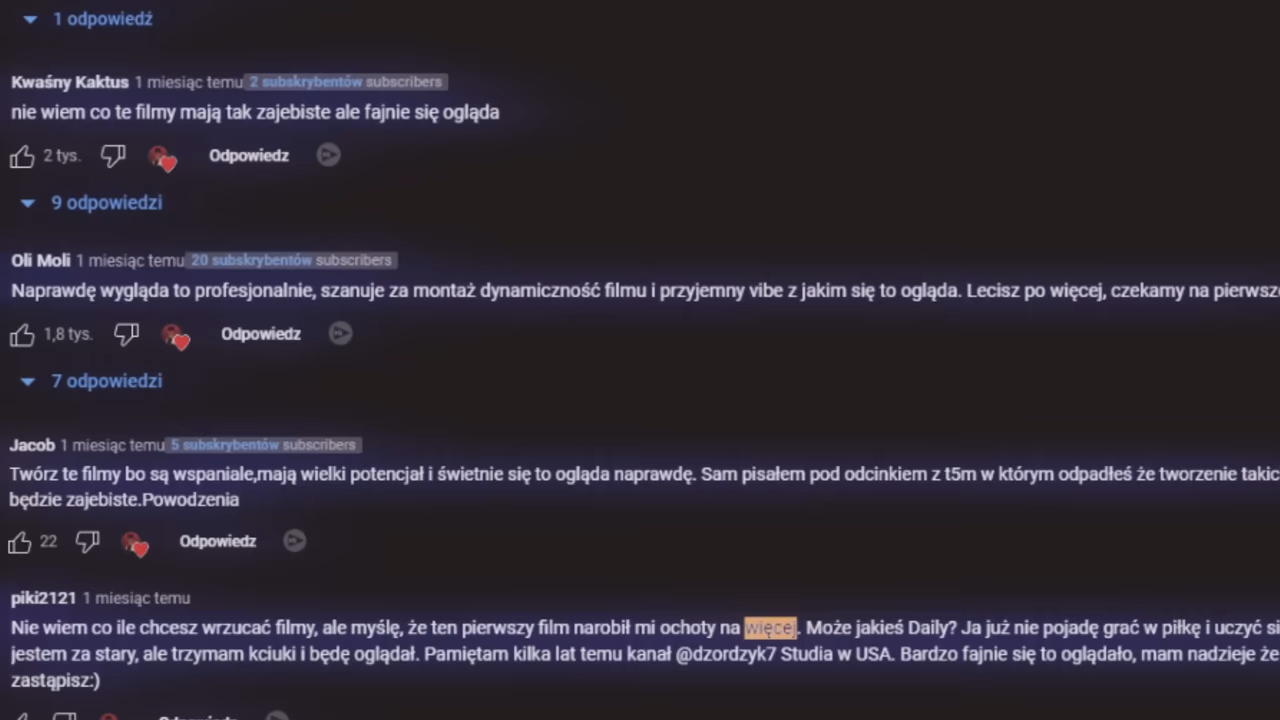 1 odpowiedź
Kwaśny Kaktus 1 miesiąc temu 2 subskrybentów subscribers
nie wiem co te filmy mają tak zajebiste ale fajnie się ogląda
2 tys. Odpowiedz
9 odpowiedzi
Oli Moli 1 miesiąc temu 20 subskrybentów subscribers
Naprawdę wygląda to profesjonalnie, szanuje za montaż dynamiczność filmu i przyjemny vibe z jakim się to ogląda. Lecisz po więcej, czekamy na pierwsze
1,8 tys. Odpowiedz
7 odpowiedzi
Jacob 1 miesiąc temu 5 subskrybentów subscribers
Twórz te filmy bo są wspaniale,mają wielki potencjał i świetnie się to ogląda naprawdę. Sam pisałem pod odcinkiem z t5m w którym odpadłeś że tworzenie takic
będzie zajebiste.Powodzenia
22 Odpowiedz
piki2121 1 miesiąc temu
Nie wiem co ile chcesz wrzucać filmy, ale myślę, że ten pierwszy film narobił mi ochoty na więcej. Może jakieś Daily? Ja już nie pojadę grać w piłkę i uczyć si
jestem za stary, ale trzymam kciuki i będę oglądał. Pamiętam kilka lat temu kanał @dzordzyk7 Studia w USA. Bardzo fajnie się to oglądało, mam nadzieje że
zastąpisz:)